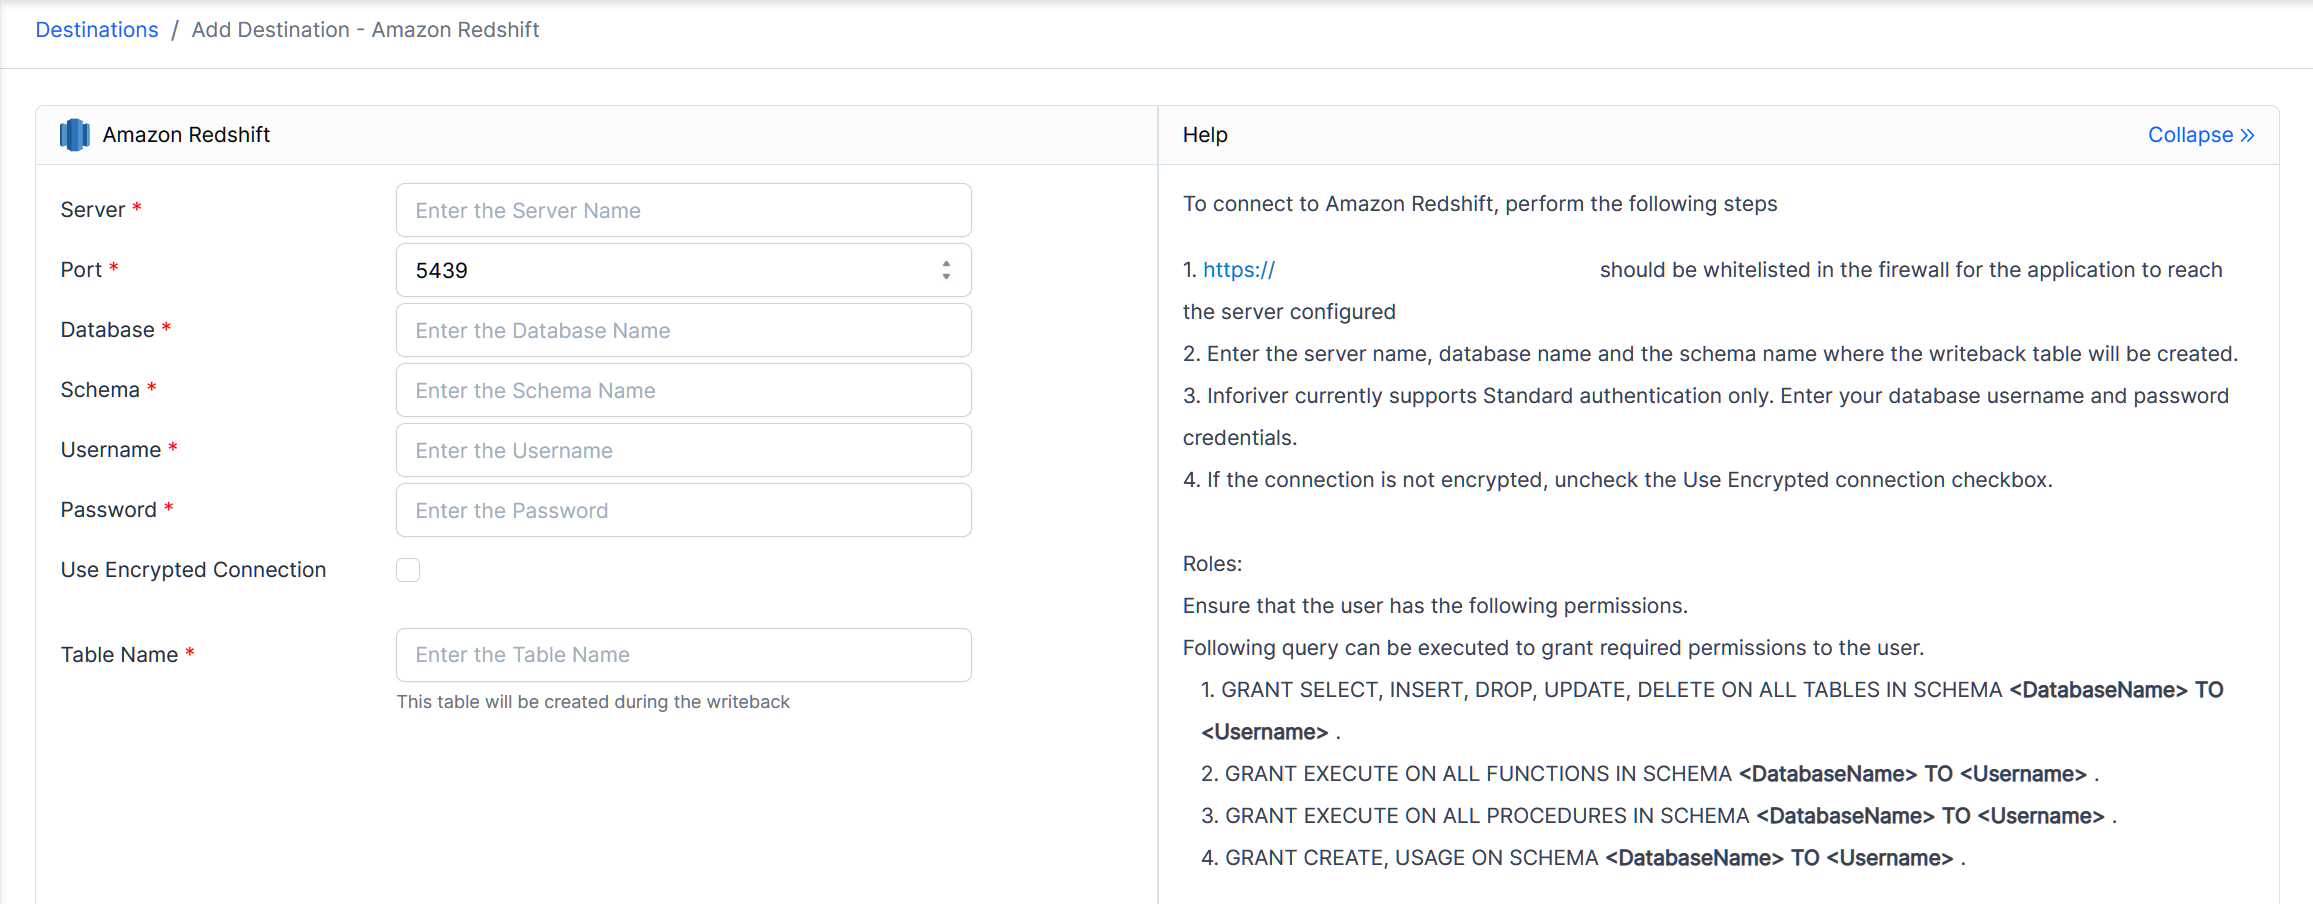 Destinations / Add Destination - Amazon Redshift
Amazon Redshift
Server *
Enter the Server Name
Port *
5439
Database *
Enter the Database Name
Schema *
Enter the Schema Name
Username *
Enter the Username
Password *
Enter the Password
Use Encrypted Connection
Table Name *
Enter the Table Name
This table will be created during the writeback
Help
Collapse »
To connect to Amazon Redshift, perform the following steps
1. https:// should be whitelisted in the firewall for the application to reach
the server configured
2. Enter the server name, database name and the schema name where the writeback table will be created.
3. Inforiver currently supports Standard authentication only. Enter your database username and password
credentials.
4. If the connection is not encrypted, uncheck the Use Encrypted connection checkbox.
Roles:
Ensure that the user has the following permissions.
Following query can be executed to grant required permissions to the user.
1. GRANT SELECT, INSERT, DROP, UPDATE, DELETE ON ALL TABLES IN SCHEMA <DatabaseName> TO
<Username> .
2. GRANT EXECUTE ON ALL FUNCTIONS IN SCHEMA <DatabaseName> TO <Username> .
3. GRANT EXECUTE ON ALL PROCEDURES IN SCHEMA <DatabaseName> TO <Username> .
4. GRANT CREATE, USAGE ON SCHEMA <DatabaseName> TO <Username> .